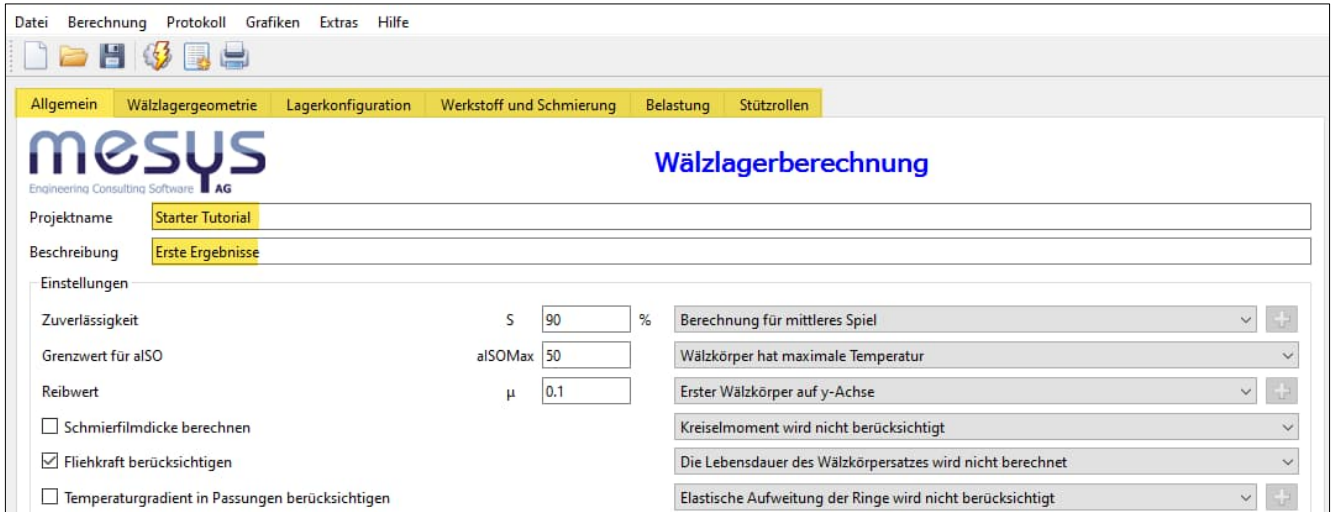 Datei Berechnung Protokoll Grafiken Extras Hilfe
Allgemein Wälzlagergeometrie Lagerkonfiguration Werkstoff und Schmierung Belastung Stützrollen
mesys
Engineering Consulting Software AG
Wälzlagerberechnung
Projektname Starter Tutorial
Beschreibung Erste Ergebnisse
Einstellungen
Zuverlässigkeit S 90 % Berechnung für mittleres Spiel
Grenzwert für aISO aISOMax 50 Wälzkörper hat maximale Temperatur
Reibwert μ 0.1 Erster Wälzkörper auf y-Achse
Schmierfilmdicke berechnen Kreiselmoment wird nicht berücksichtigt
Fliehkraft berücksichtigen Die Lebensdauer des Wälzkörpersatzes wird nicht berechnet
Temperaturgradient in Passungen berücksichtigen Elastische Aufweitung der Ringe wird nicht berücksichtigt